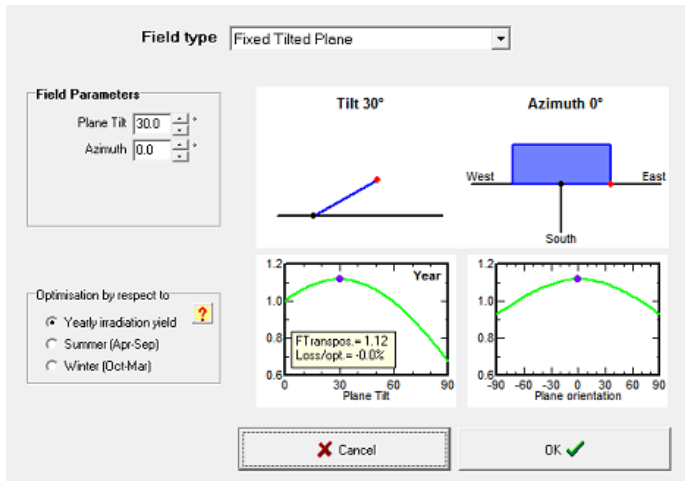 Field type Fixed Tilted Plane
Field Parameters
Plane Tilt 30.0 °
Azimuth 0.0 °
Tilt 30°
Azimuth 0°
West
East
South
Optimisation by respect to
Yearly irradiation yield
?
Summer (Apr-Sep)
Winter (Oct-Mar)
1.2
1.0
0.8
0.6
Year
FTranspos.= 1.12
Loss/opt.= -0.0%
0 30 60 90
Plane Tilt
1.2
1.0
0.8
0.6
-90 -60 -30 0 30 60 90
Plane orientation
Cancel
OK